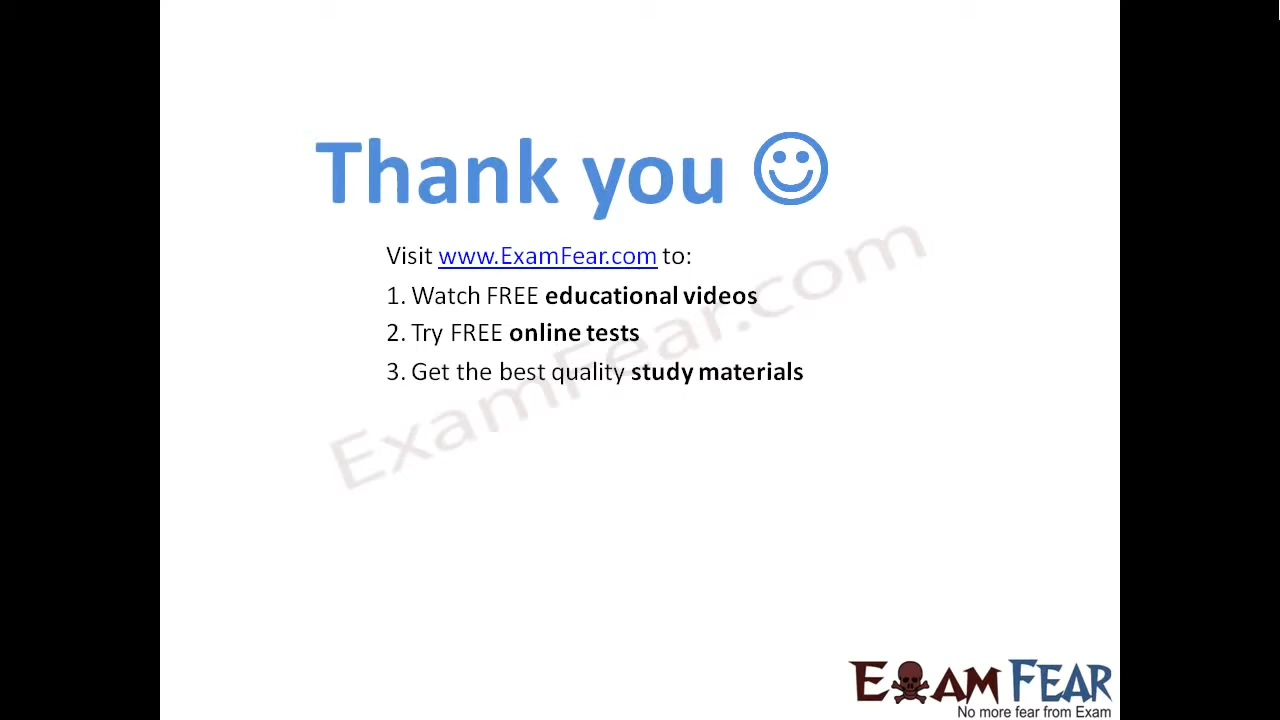 Thank you
Visit www.ExamFear.com to:
1. Watch FREE educational videos
2. Try FREE online tests
3. Get the best quality study materials
ExamFear.com
EXAM FEAR
No more fear from Exam